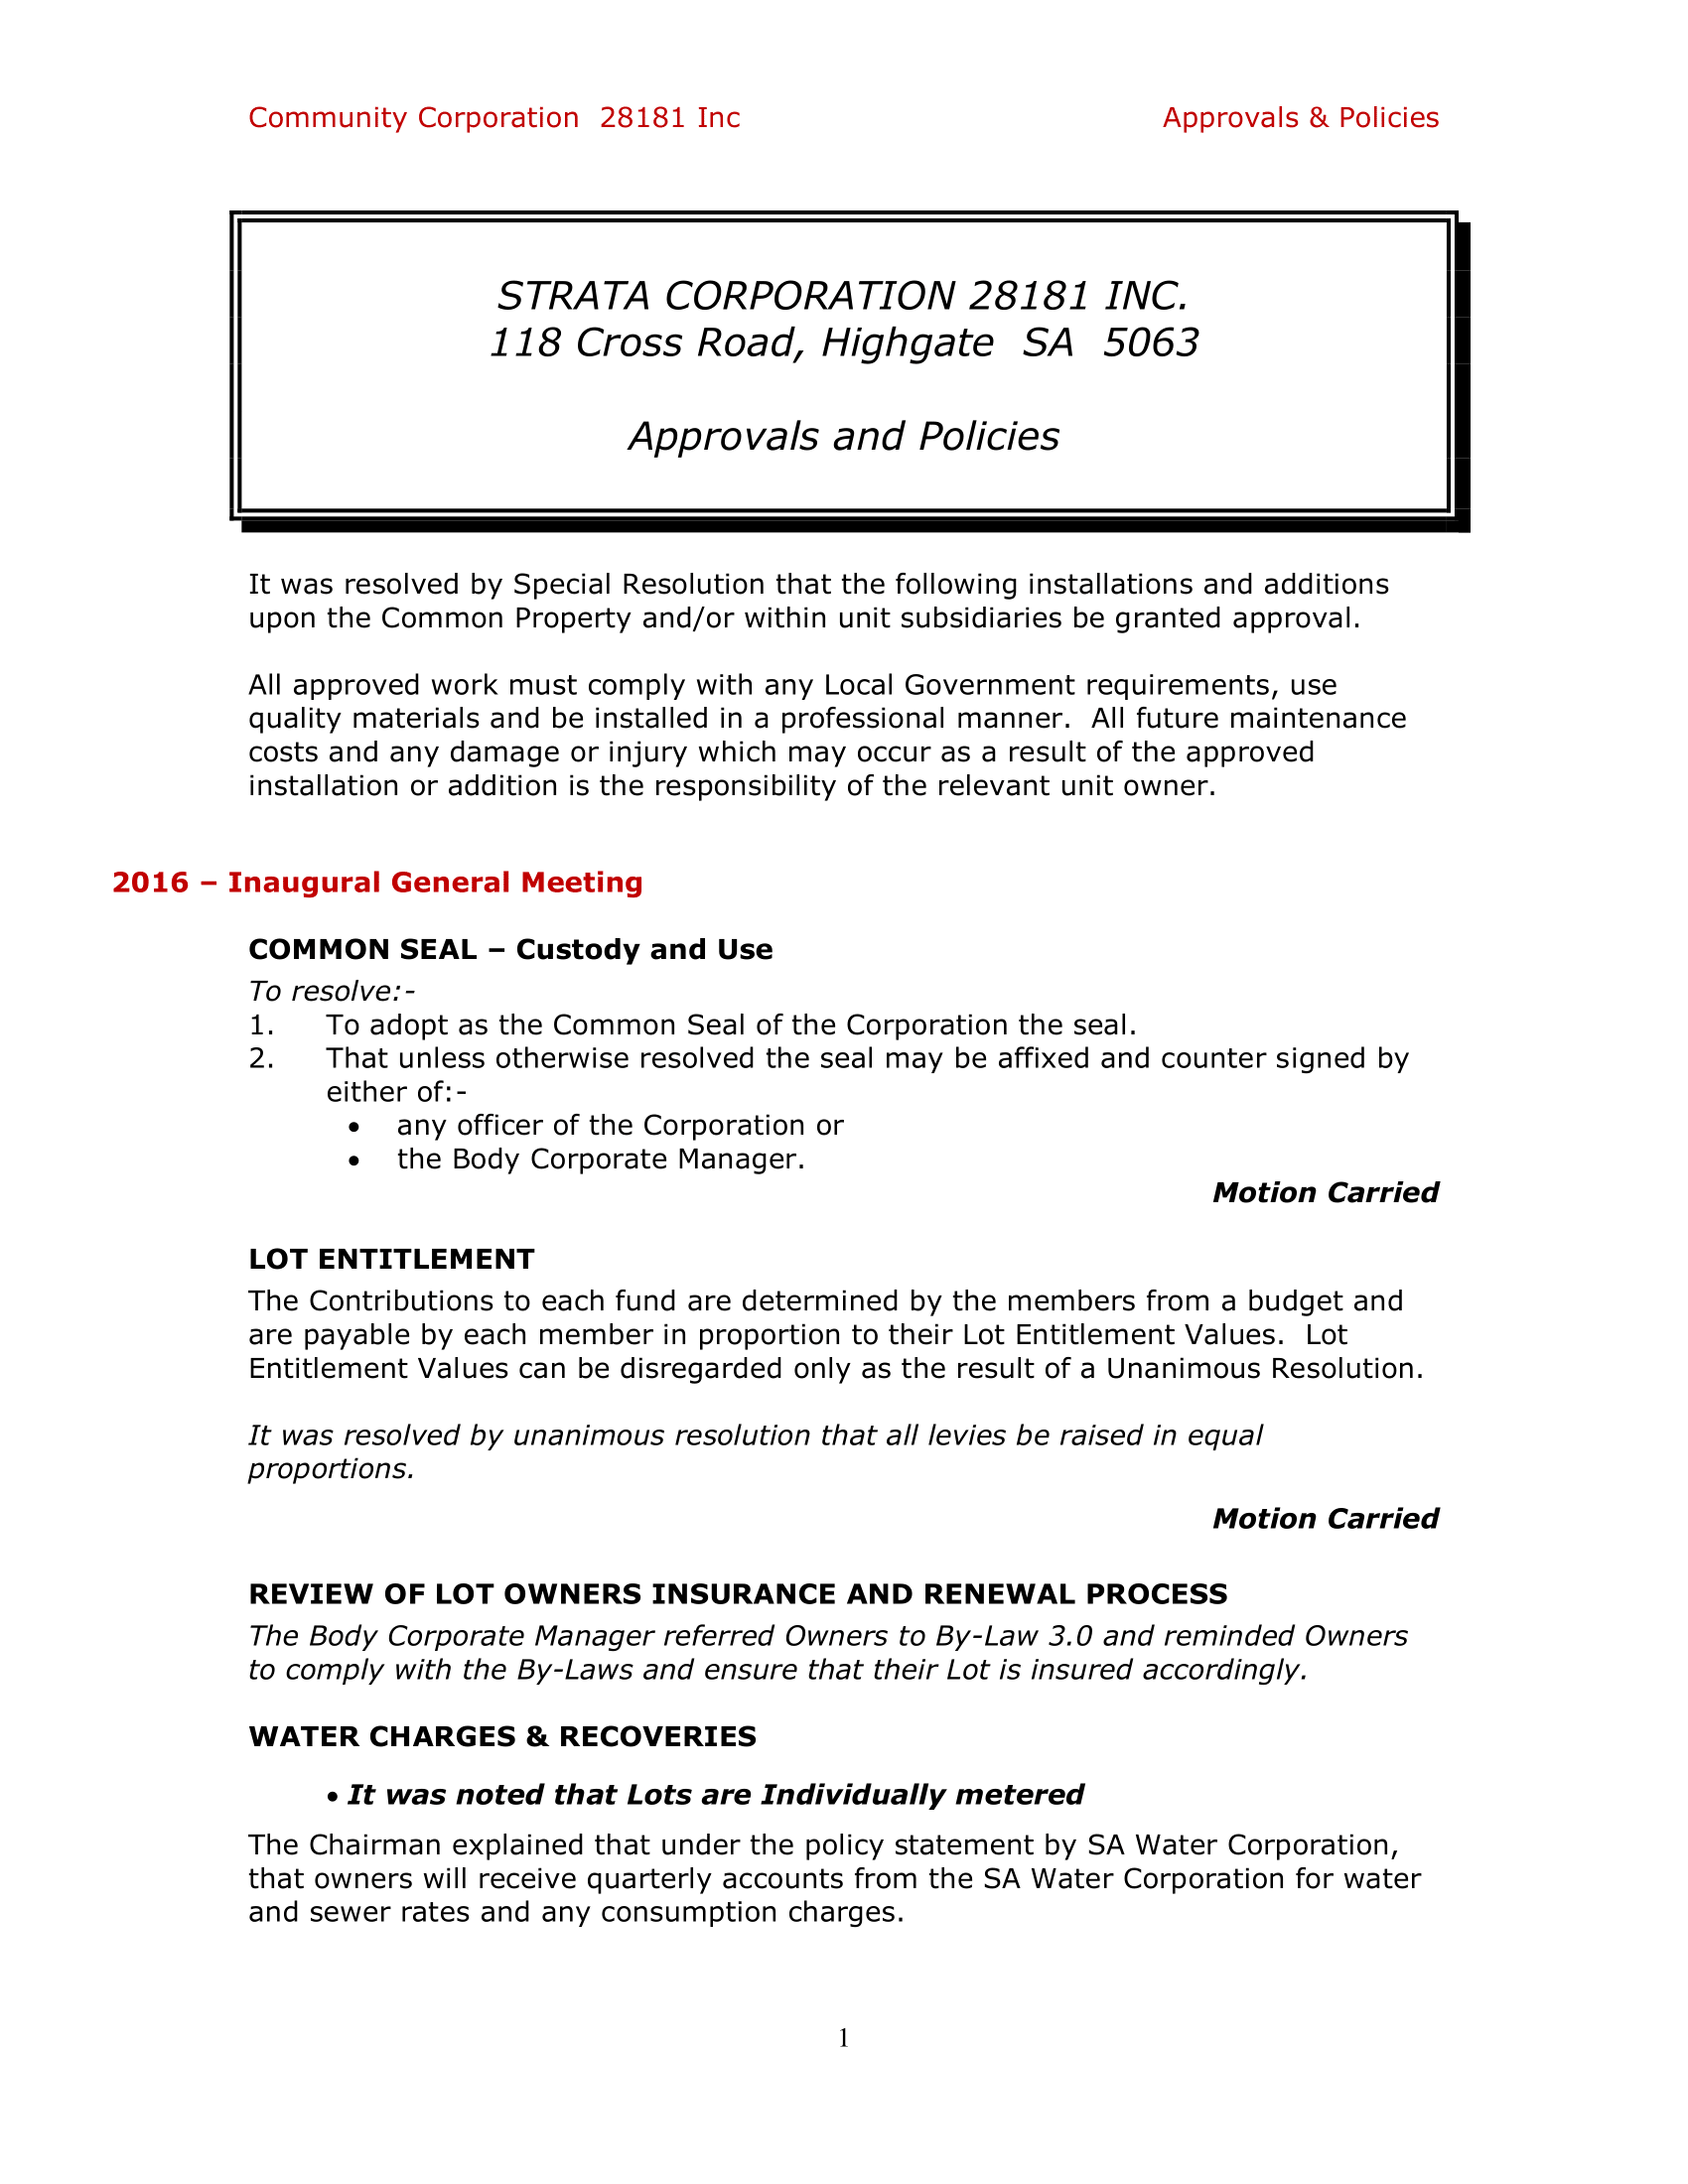 Community Corporation 28181 Inc Approvals & Policies
STRATA CORPORATION 28181 INC.
118 Cross Road, Highgate SA 5063
Approvals and Policies
It was resolved by Special Resolution that the following installations and additions
upon the Common Property and/or within unit subsidiaries be granted approval.
All approved work must comply with any Local Government requirements, use
quality materials and be installed in a professional manner. All future maintenance
costs and any damage or injury which may occur as a result of the approved
installation or addition is the responsibility of the relevant unit owner.
2016 – Inaugural General Meeting
COMMON SEAL – Custody and Use
To resolve:-
1. To adopt as the Common Seal of the Corporation the seal.
2. That unless otherwise resolved the seal may be affixed and counter signed by
either of:-
• any officer of the Corporation or
• the Body Corporate Manager.
Motion Carried
LOT ENTITLEMENT
The Contributions to each fund are determined by the members from a budget and
are payable by each member in proportion to their Lot Entitlement Values. Lot
Entitlement Values can be disregarded only as the result of a Unanimous Resolution.
It was resolved by unanimous resolution that all levies be raised in equal
proportions.
Motion Carried
REVIEW OF LOT OWNERS INSURANCE AND RENEWAL PROCESS
The Body Corporate Manager referred Owners to By-Law 3.0 and reminded Owners
to comply with the By-Laws and ensure that their Lot is insured accordingly.
WATER CHARGES & RECOVERIES
• It was noted that Lots are Individually metered
The Chairman explained that under the policy statement by SA Water Corporation,
that owners will receive quarterly accounts from the SA Water Corporation for water
and sewer rates and any consumption charges.
1